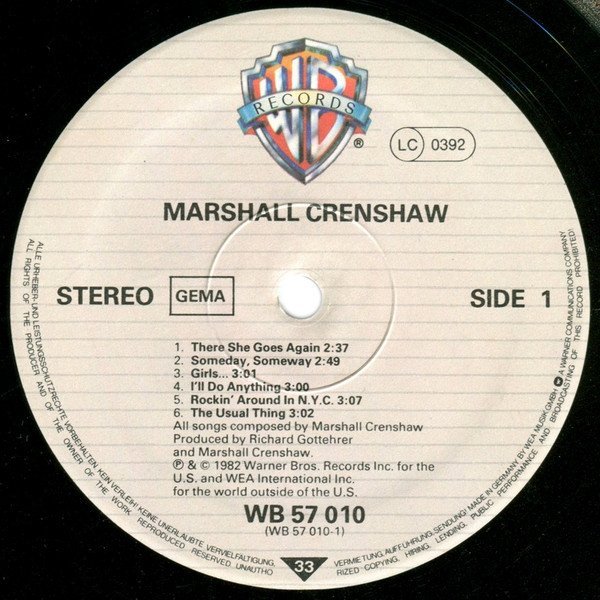 WB
RECORDS
®
LC 0392
MARSHALL CRENSHAW
STEREO GEMA SIDE 1
1. There She Goes Again 2:37
2. Someday, Someway 2:49
3. Girls... 3:01
4. I'll Do Anything 3:00
5. Rockin' Around In N.Y.C. 3:07
6. The Usual Thing 3:02
All songs composed by Marshall Crenshaw
Produced by Richard Gottehrer
and Marshall Crenshaw.
℗ & © 1982 Warner Bros. Records Inc. for the
U.S. and WEA International Inc.
for the world outside of the U.S.
WB 57 010
(WB 57 010-1)
33
ALLE URHEBER- UND LEISTUNGSSCHUTZRECHTE VORBEHALTEN. KEIN VERLEIH! KEINE UNERLAUBTE VERVIELFÄLTIGUNG, VERMIETUNG, AUFFÜHRUNG, SENDUNG! MADE IN GERMANY BY WEA MUSIK GMBH A WARNER COMMUNICATIONS COMPANY
ALL RIGHTS OF THE PRODUCER AND OF THE OWNER OF THE WORK REPRODUCED RESERVED. UNAUTHORIZED COPYING, HIRING, LENDING, PUBLIC PERFORMANCE AND BROADCASTING OF THIS RECORD PROHIBITED!